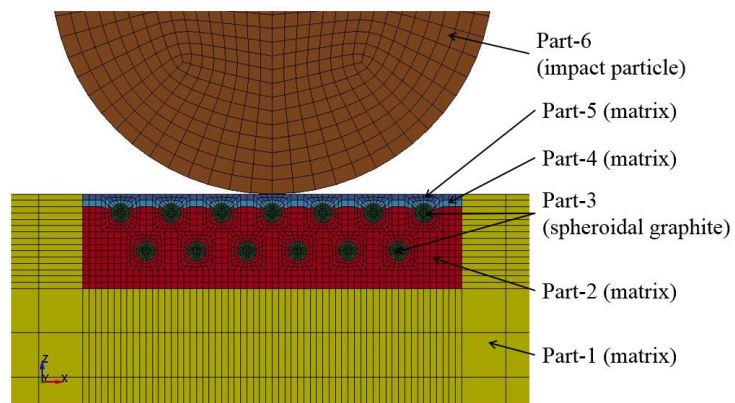 Part-6
(impact particle)
Part-5 (matrix)
Part-4 (matrix)
Part-3
(spheroidal graphite)
Part-2 (matrix)
Part-1 (matrix)
Z
Y
X